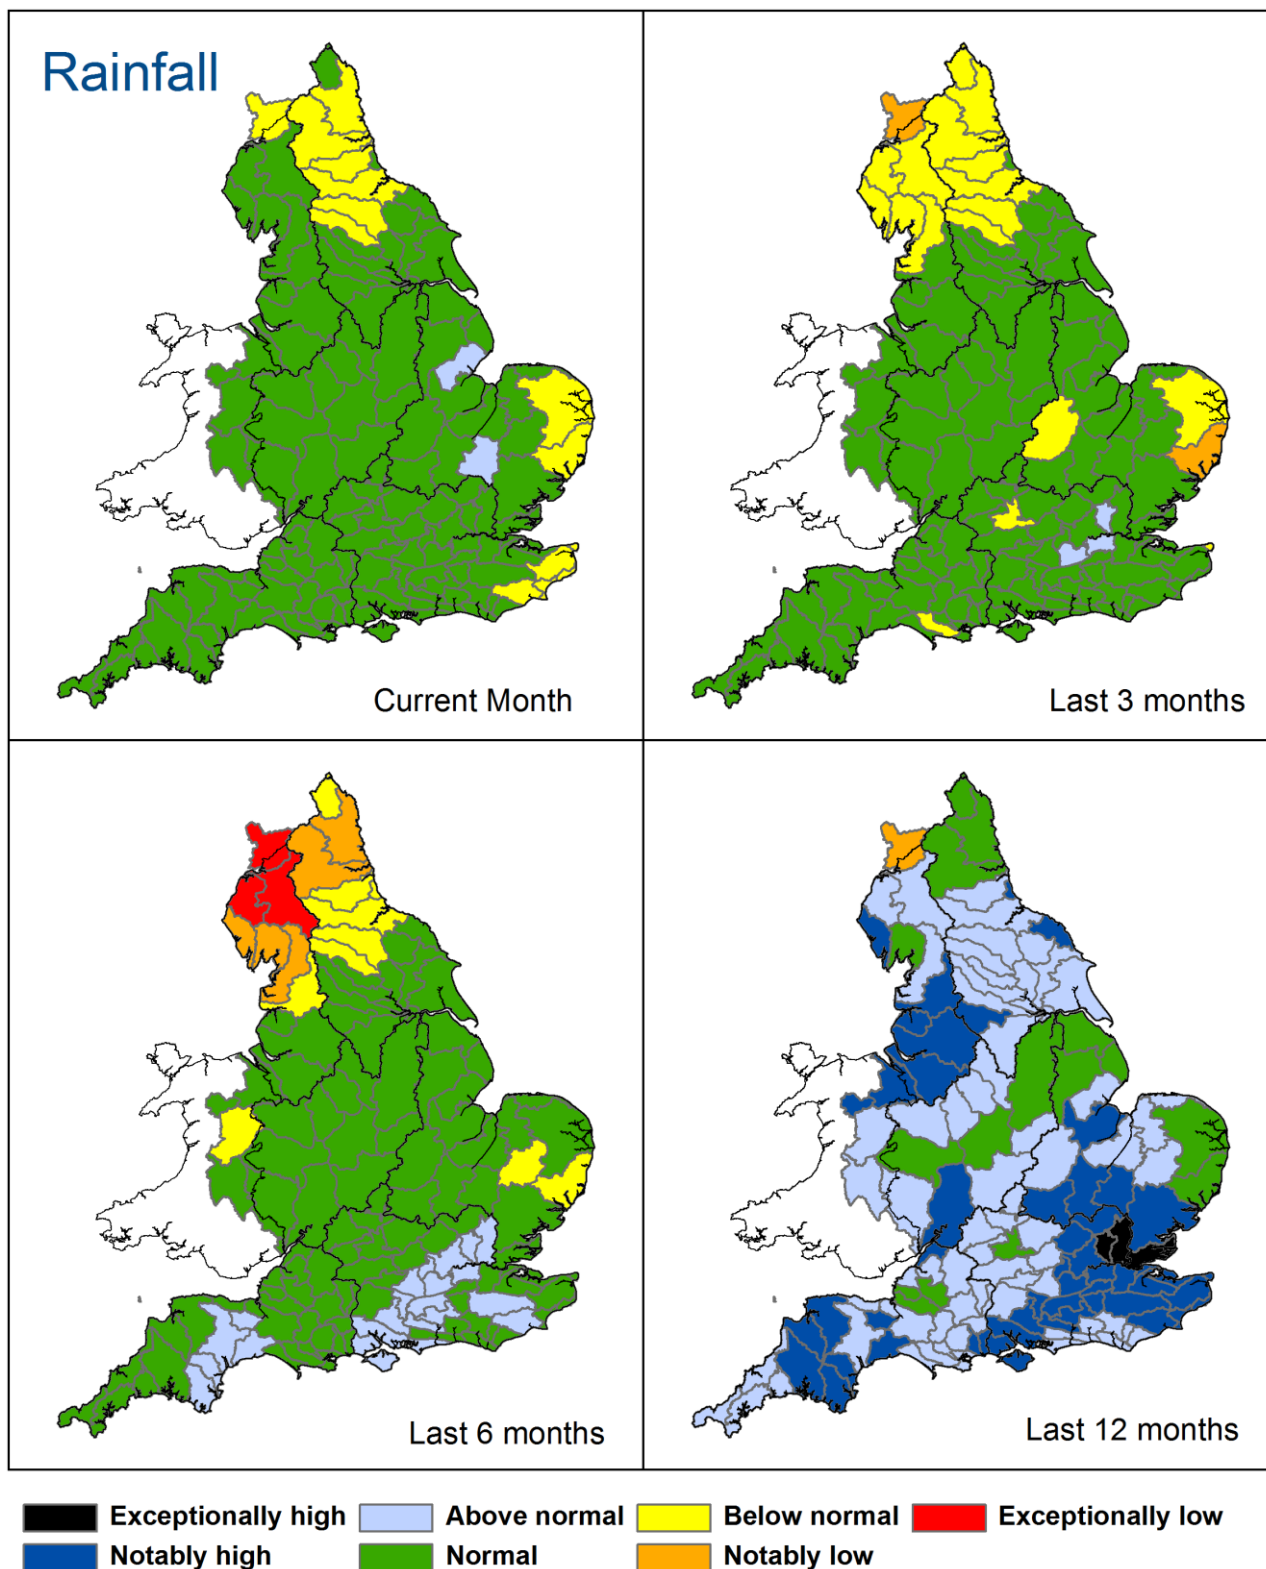 Rainfall
Current Month
Last 3 months
Last 6 months
Last 12 months
Exceptionally high
Above normal
Below normal
Exceptionally low
Notably high
Normal
Notably low